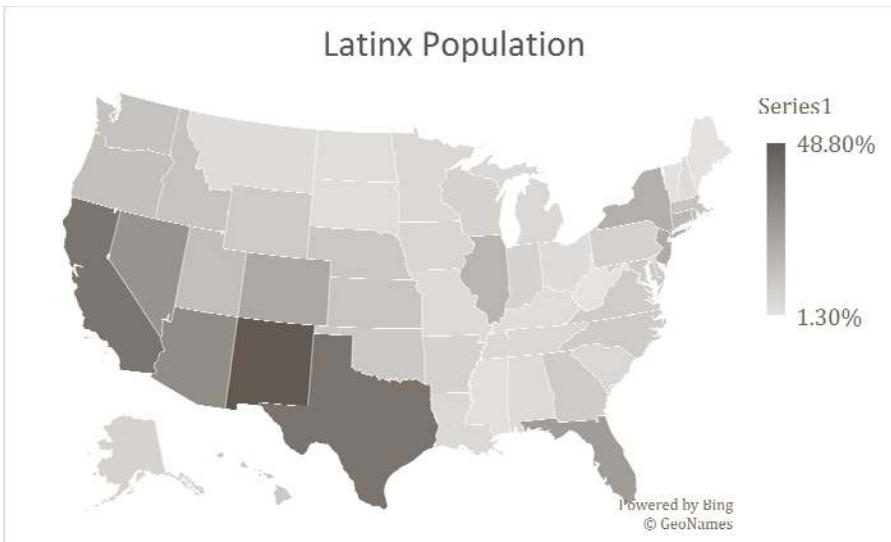 Latinx Population
Series1
48.80%
1.30%
Powered by Bing
© GeoNames